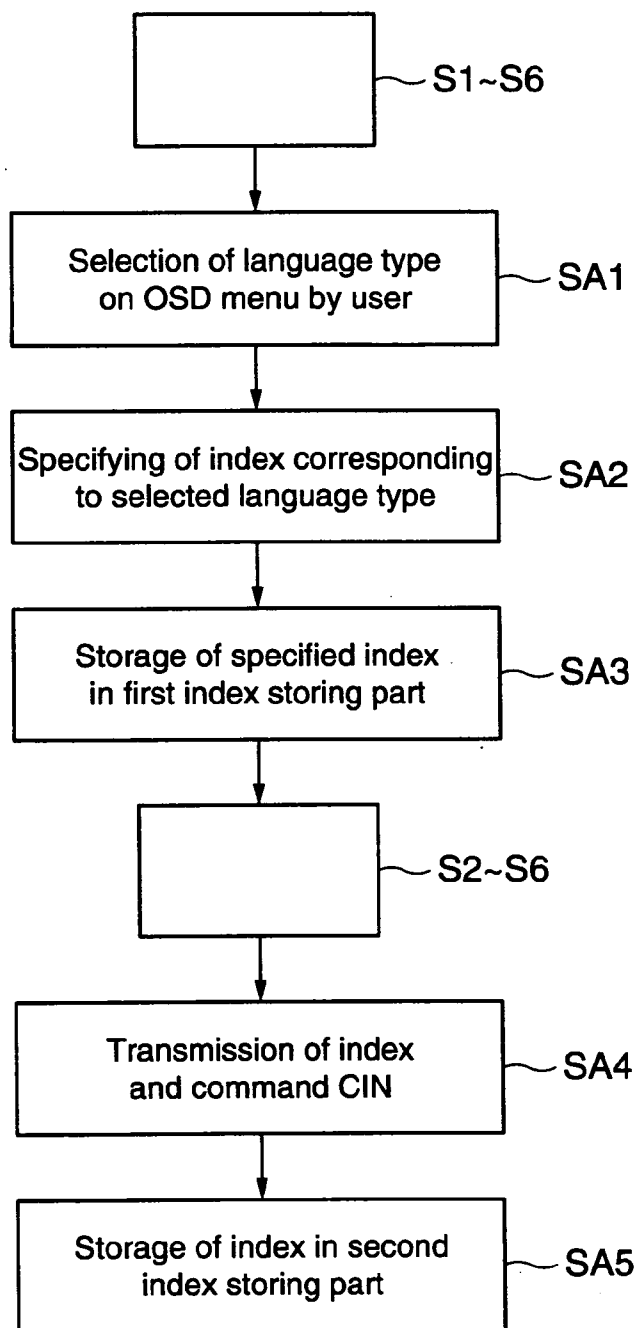 S1~S6
Selection of language type
on OSD menu by user
SA1
Specifying of index corresponding
to selected language type
SA2
Storage of specified index
in first index storing part
SA3
S2~S6
Transmission of index
and command CIN
SA4
Storage of index in second
index storing part
SA5